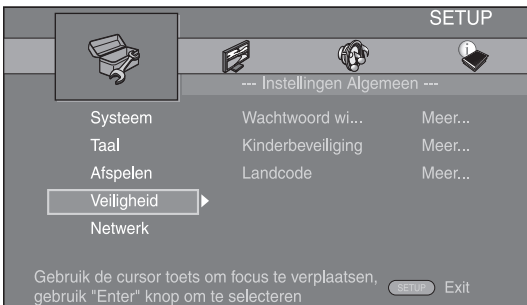 SETUP
--- Instellingen Algemeen ---
Systeem
Taal
Afspelen
Veiligheid
Netwerk
Wachtwoord wi... Meer...
Kinderbeveiliging Meer...
Landcode Meer...
Gebruik de cursor toets om focus te verplaatsen,
gebruik "Enter" knop om te selecteren
SETUP Exit